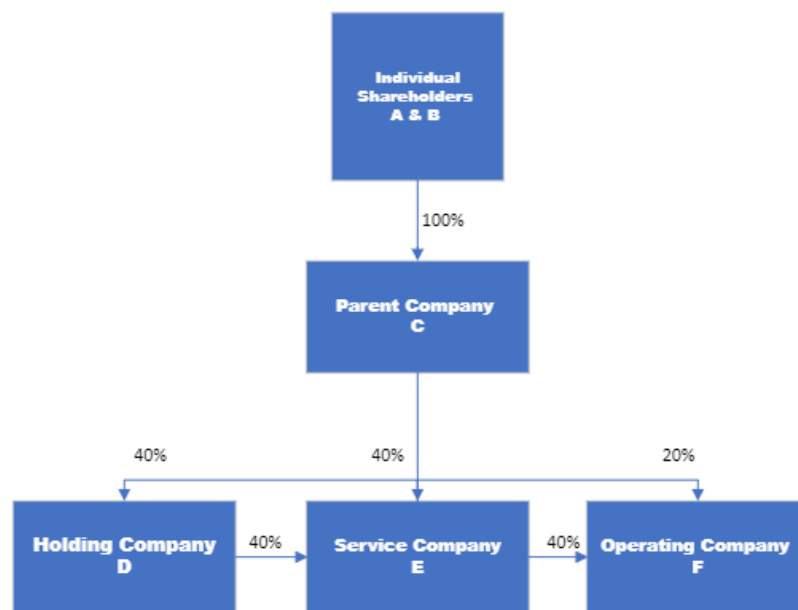 Individual
Shareholders
A & B
100%
Parent Company
C
40%
40%
20%
Holding Company
D
40%
Service Company
E
40%
Operating Company
F